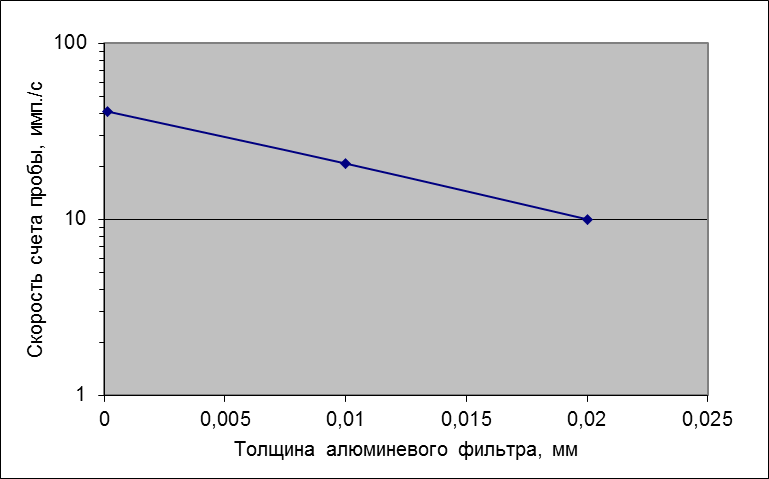 100
10
1
Скорость счета пробы, имп./с
0 0,005 0,01 0,015 0,02 0,025
Толщина алюминевого фильтра, мм